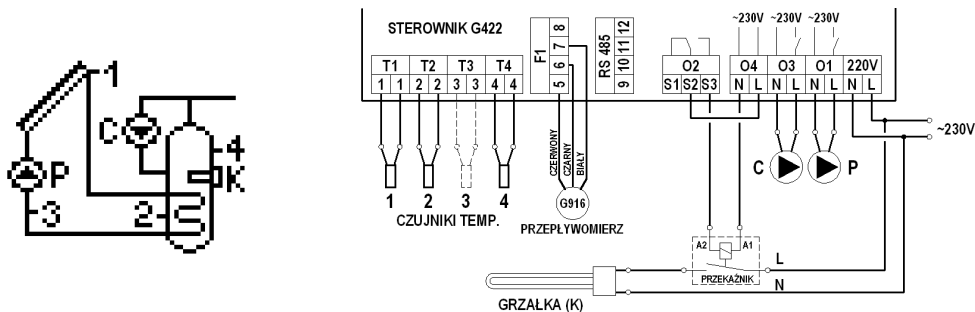 1
C
4
P
K
3
2
STEROWNIK G422
T1 T2 T3 T4
1 1 2 2 3 3 4 4
1 2 3 4
CZUJNIKI TEMP.
F1
5 6 7 8
CZERWONY
CZARNY
BIAŁY
G916
PRZEPŁYWOMIERZ
RS 485
9 10 11 12
~230V ~230V ~230V
O2 O4 O3 O1 220V
S1 S2 S3 N L N L N L N L
~230V
C P
A2 A1
PRZEKAŹNIK
L
N
GRZAŁKA (K)